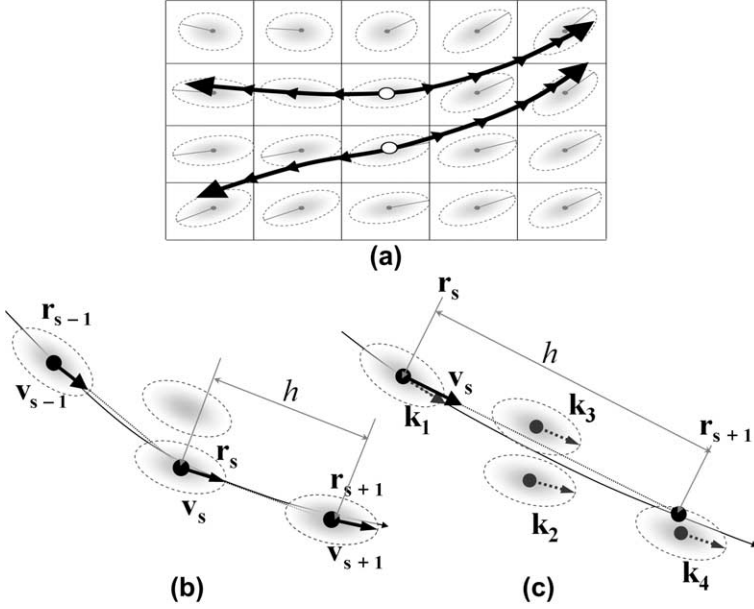 (a)
r s – 1
v s–1
h
r s
v s
r s+1
v s+1
(b)
r s
h
v s
k 1
k 3
r s+1
k 2
k 4
(c)